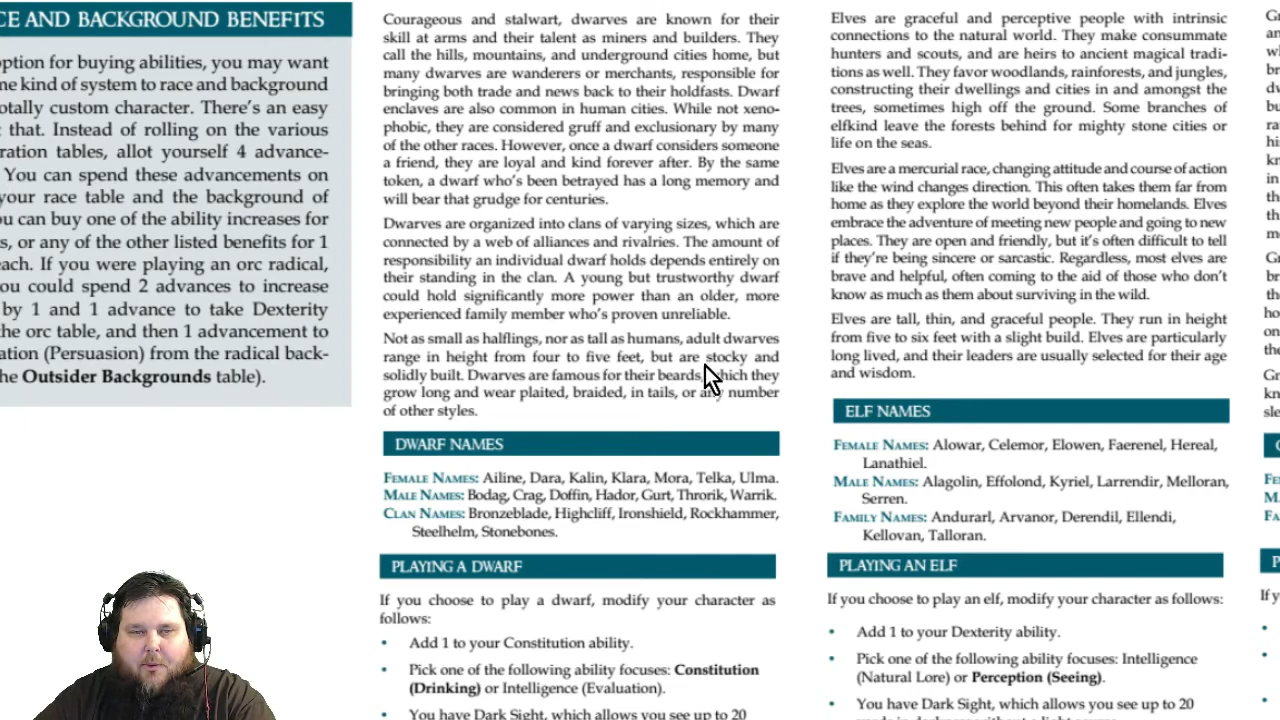 CE AND BACKGROUND BENEFITS
option for buying abilities, you may want
me kind of system to race and background
otally custom character. There's an easy
that. Instead of rolling on the various
ration tables, allot yourself 4 advance-
You can spend these advancements on
your race table and the background of
ou can buy one of the ability increases for
s, or any of the other listed benefits for 1
each. If you were playing an orc radical,
ou could spend 2 advances to increase
by 1 and 1 advance to take Dexterity
the orc table, and then 1 advancement to
ation (Persuasion) from the radical back-
he Outsider Backgrounds table).
Courageous and stalwart, dwarves are known for their
skill at arms and their talent as miners and builders. They
call the hills, mountains, and underground cities home, but
many dwarves are wanderers or merchants, responsible for
bringing both trade and news back to their holdfasts. Dwarf
enclaves are also common in human cities. While not xeno-
phobic, they are considered gruff and exclusionary by many
of the other races. However, once a dwarf considers someone
a friend, they are loyal and kind forever after. By the same
token, a dwarf who's been betrayed has a long memory and
will bear that grudge for centuries.
Dwarves are organized into clans of varying sizes, which are
connected by a web of alliances and rivalries. The amount of
responsibility an individual dwarf holds depends entirely on
their standing in the clan. A young but trustworthy dwarf
could hold significantly more power than an older, more
experienced family member who's proven unreliable.
Not as small as halflings, nor as tall as humans, adult dwarves
range in height from four to five feet, but are stocky and
solidly built. Dwarves are famous for their beards, which they
grow long and wear plaited, braided, in tails, or any number
of other styles.
DWARF NAMES
Female Names: Ailine, Dara, Kalin, Klara, Mora, Telka, Ulma.
Male Names: Bodag, Crag, Doffin, Hador, Gurt, Throrik, Warrik.
Clan Names: Bronzeblade, Highcliff, Ironshield, Rockhammer,
Steelhelm, Stonebones.
PLAYING A DWARF
If you choose to play a dwarf, modify your character as
follows:
• Add 1 to your Constitution ability.
• Pick one of the following ability focuses: Constitution
(Drinking) or Intelligence (Evaluation).
• You have Dark Sight, which allows you see up to 20
Elves are graceful and perceptive people with intrinsic
connections to the natural world. They make consummate
hunters and scouts, and are heirs to ancient magical tradi-
tions as well. They favor woodlands, rainforests, and jungles,
constructing their dwellings and cities in and amongst the
trees, sometimes high off the ground. Some branches of
elfkind leave the forests behind for mighty stone cities or
life on the seas.
Elves are a mercurial race, changing attitude and course of action
like the wind changes direction. This often takes them far from
home as they explore the world beyond their homelands. Elves
embrace the adventure of meeting new people and going to new
places. They are open and friendly, but it's often difficult to tell
if they're being sincere or sarcastic. Regardless, most elves are
brave and helpful, often coming to the aid of those who don't
know as much as them about surviving in the wild.
Elves are tall, thin, and graceful people. They run in height
from five to six feet with a slight build. Elves are particularly
long lived, and their leaders are usually selected for their age
and wisdom.
ELF NAMES
Female Names: Alowar, Celemor, Elowen, Faerenel, Hereal,
Lanathiel.
Male Names: Alagolin, Effolond, Kyriel, Larrendir, Melloran,
Serren.
Family Names: Andurarl, Arvanor, Derendil, Ellendi,
Kellovan, Talloran.
PLAYING AN ELF
If you choose to play an elf, modify your character as follows:
• Add 1 to your Dexterity ability.
• Pick one of the following ability focuses: Intelligence
(Natural Lore) or Perception (Seeing).
• You have Dark Sight, which allows you see up to 20